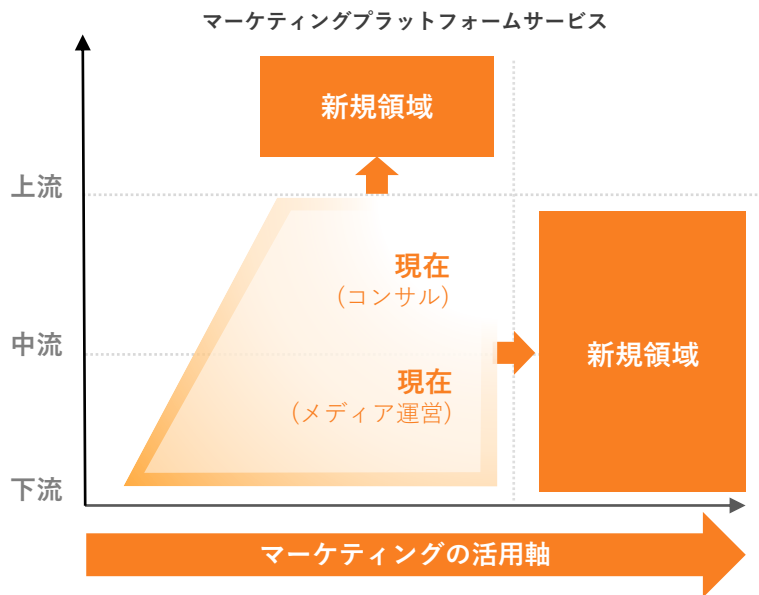 マーケティングプラットフォームサービス
新規領域
上流
現在
(コンサル)
中流
新規領域
現在
(メディア運営)
下流
マーケティングの活用軸